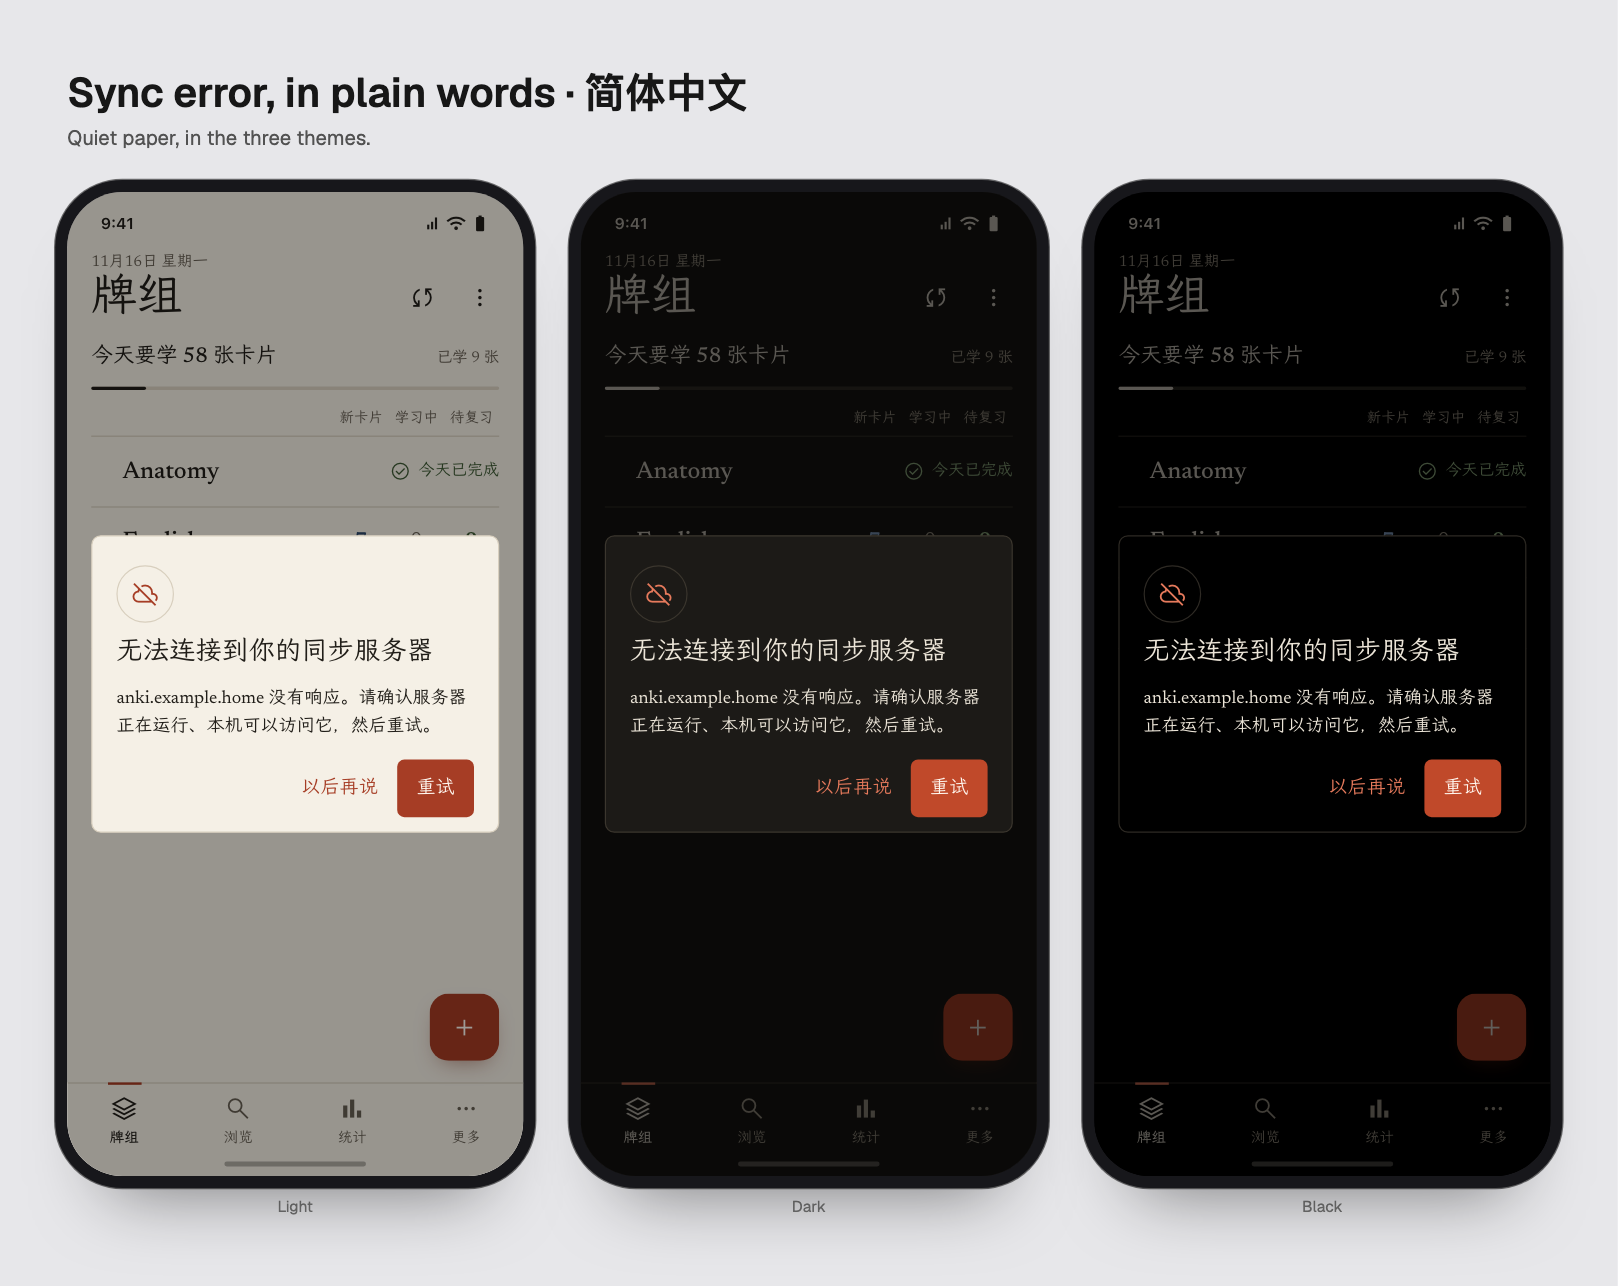 Sync error, in plain words · 简体中文
Quiet paper, in the three themes.
9:41
11月16日 星期一
牌组
今天要学 58 张卡片
已学 9 张
新卡片 学习中 待复习
Anatomy
今天已完成
无法连接到你的同步服务器
anki.example.home 没有响应。请确认服务器
正在运行、本机可以访问它，然后重试。
以后再说
重试
牌组
浏览
统计
更多
Light
9:41
11月16日 星期一
牌组
今天要学 58 张卡片
已学 9 张
新卡片 学习中 待复习
Anatomy
今天已完成
无法连接到你的同步服务器
anki.example.home 没有响应。请确认服务器
正在运行、本机可以访问它，然后重试。
以后再说
重试
牌组
浏览
统计
更多
Dark
9:41
11月16日 星期一
牌组
今天要学 58 张卡片
已学 9 张
新卡片 学习中 待复习
Anatomy
今天已完成
无法连接到你的同步服务器
anki.example.home 没有响应。请确认服务器
正在运行、本机可以访问它，然后重试。
以后再说
重试
牌组
浏览
统计
更多
Black